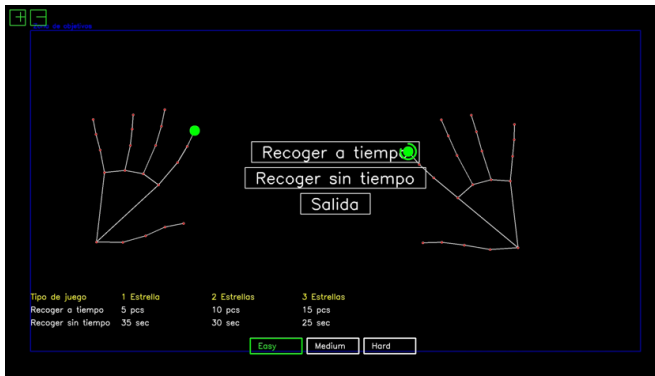 + −
Recoger a tiempo
Recoger sin tiempo
Salida
Tipo de juego 1 Estrella 2 Estrellas 3 Estrellas
Recoger a tiempo 5 pcs 10 pcs 15 pcs
Recoger sin tiempo 35 sec 30 sec 25 sec
Easy Medium Hard